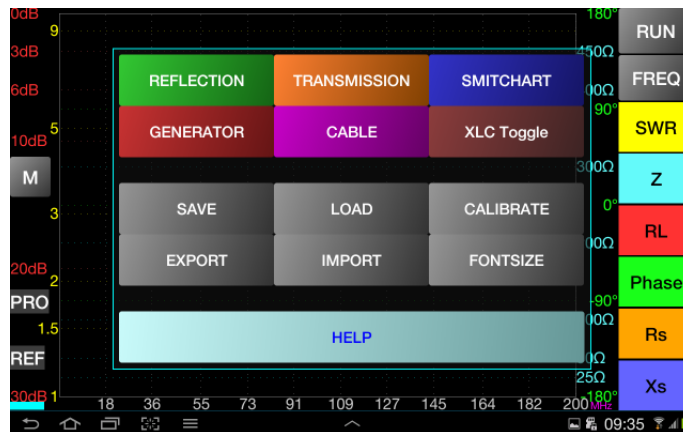 0dB
180°
9
RUN
3dB
450Ω
REFLECTION
TRANSMISSION
SMITCHART
FREQ
6dB
00Ω
90°
GENERATOR
CABLE
XLC Toggle
SWR
5
10dB
M
300Ω
Z
SAVE
LOAD
CALIBRATE
3
0°
RL
00Ω
EXPORT
IMPORT
FONTSIZE
20dB
2
Phase
PRO
-90°
00Ω
1.5
HELP
Rs
REF
0Ω
25Ω
Xs
30dB
1
-180°
18 36 55 73 91 109 127 145 164 182 200 MHz
09:35